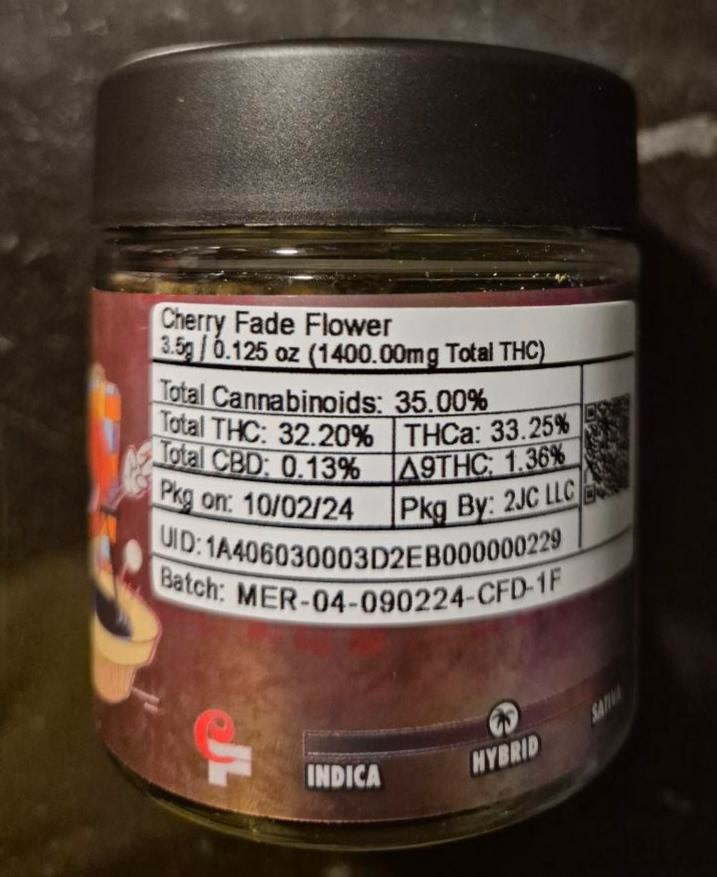 Cherry Fade Flower
3.5g / 0.125 oz (1400.00mg Total THC)
Total Cannabinoids: 35.00%
Total THC: 32.20% THCa: 33.25%
Total CBD: 0.13% Δ9THC: 1.36%
Pkg on: 10/02/24 Pkg By: 2JC LLC
UID: 1A406030003D2EB000000229
Batch: MER-04-090224-CFD-1F
INDICA HYBRID SATIVA